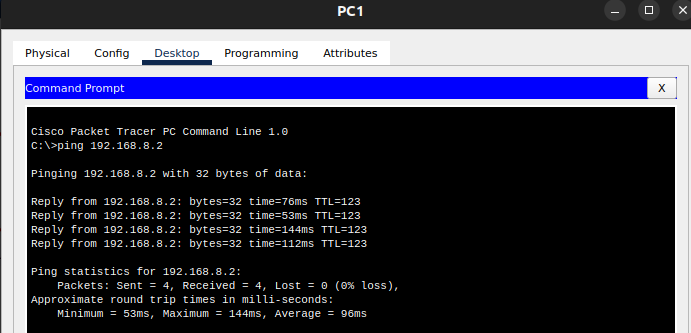 PC1
Physical Config Desktop Programming Attributes
Command Prompt X
Cisco Packet Tracer PC Command Line 1.0
C:\>ping 192.168.8.2
Pinging 192.168.8.2 with 32 bytes of data:
Reply from 192.168.8.2: bytes=32 time=76ms TTL=123
Reply from 192.168.8.2: bytes=32 time=53ms TTL=123
Reply from 192.168.8.2: bytes=32 time=144ms TTL=123
Reply from 192.168.8.2: bytes=32 time=112ms TTL=123
Ping statistics for 192.168.8.2:
    Packets: Sent = 4, Received = 4, Lost = 0 (0% loss),
Approximate round trip times in milli-seconds:
    Minimum = 53ms, Maximum = 144ms, Average = 96ms